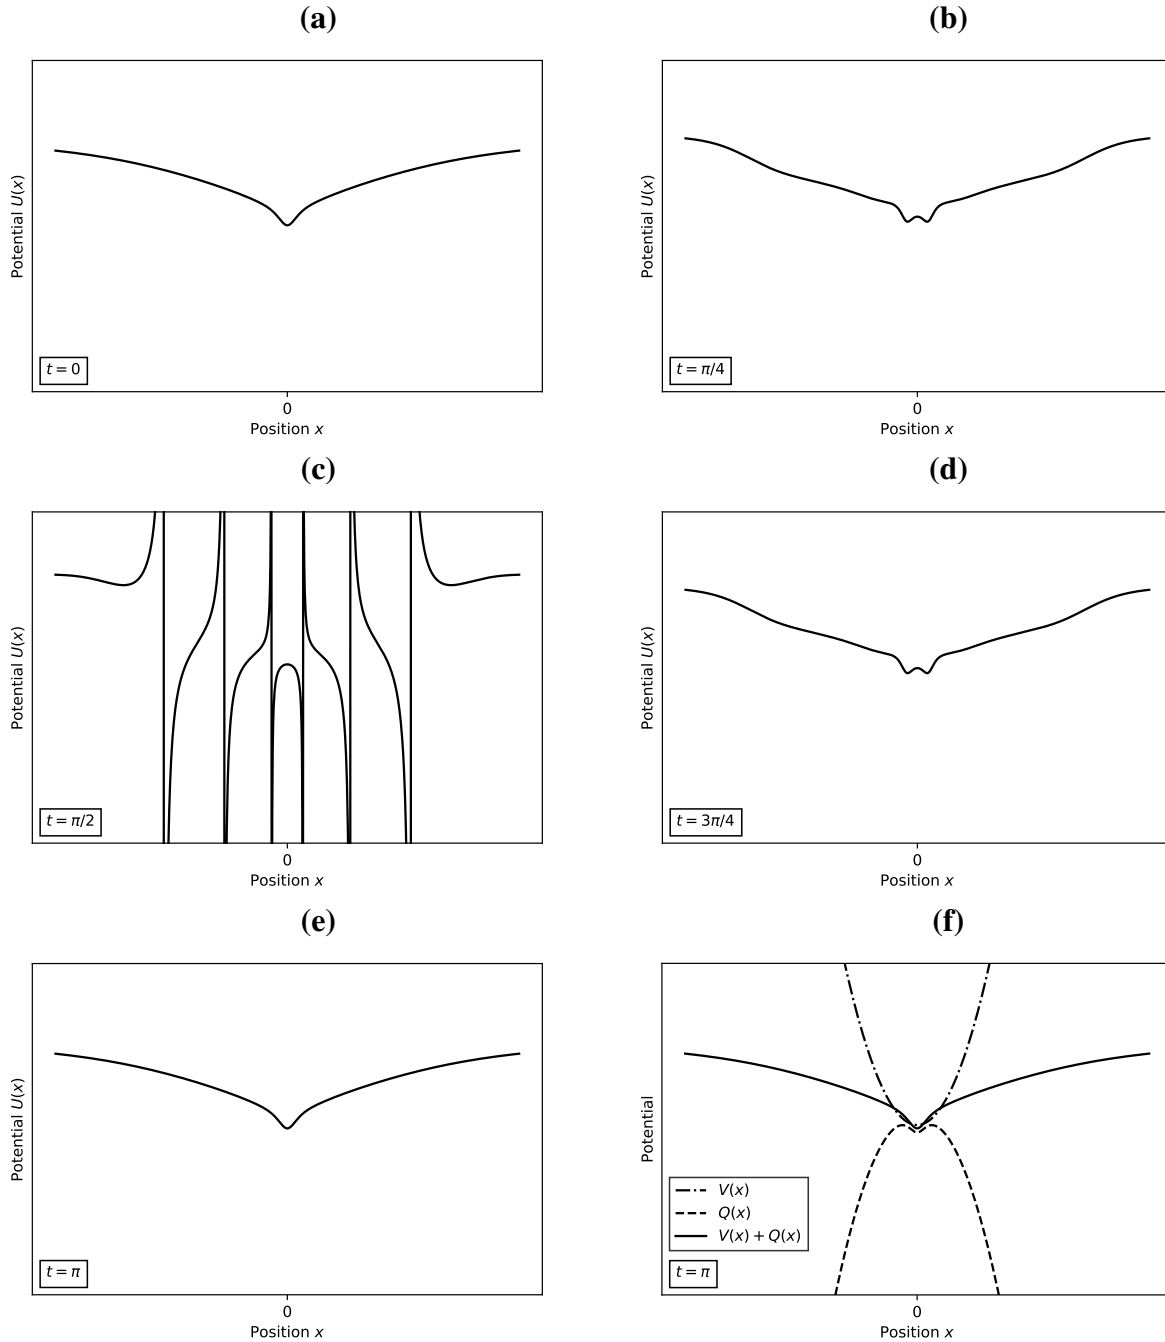 (a)
Potential U(x)
t = 0
0
Position x
(b)
Potential U(x)
t = π/4
0
Position x
(c)
Potential U(x)
t = π/2
0
Position x
(d)
Potential U(x)
t = 3π/4
0
Position x
(e)
Potential U(x)
t = π
0
Position x
(f)
Potential
V(x)
Q(x)
V(x) + Q(x)
t = π
0
Position x